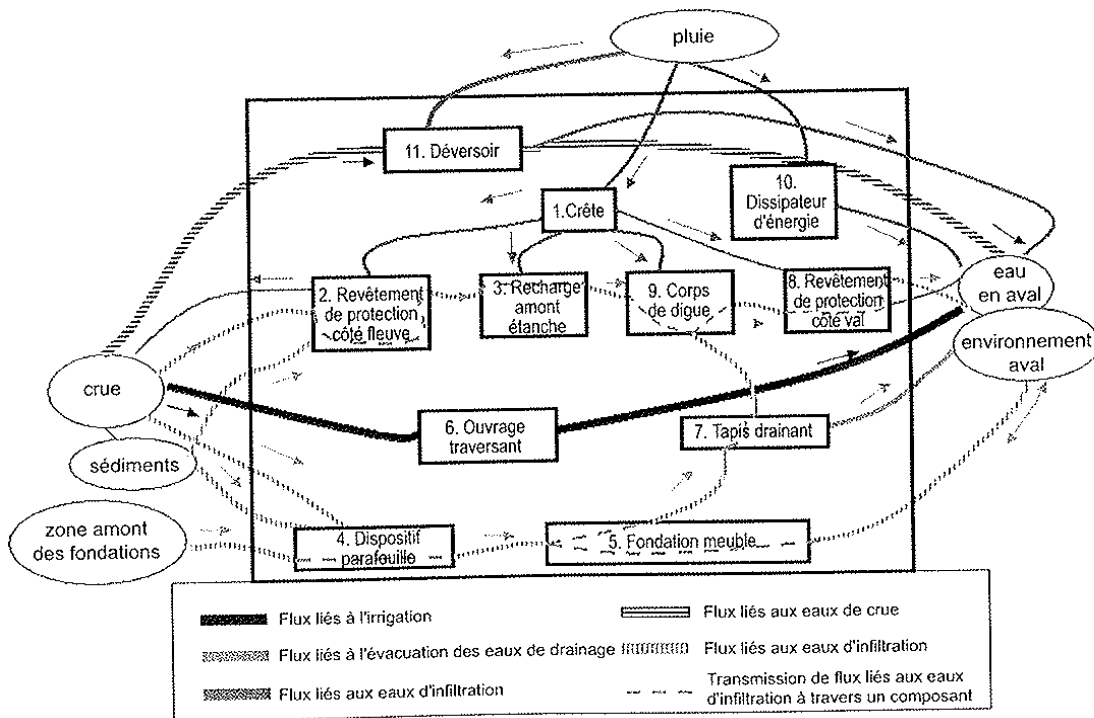 pluie
11. Déversoir
10.
Dissipateur
d'énergie
1.Crête
2. Revêtement
de protection
côté fleuve
3. Recharge
amont
étanche
9. Corps
de digue
8. Revêtement
de protection
côté val
eau
en aval
environnement
aval
crue
6. Ouvrage
traversant
7. Tapis drainant
sédiments
zone amont
des fondations
4. Dispositif
parafouille
5. Fondation meuble
Flux liés à l'irrigation
Flux liés aux eaux de crue
Flux liés à l'évacuation des eaux de drainage
Flux liés aux eaux d'infiltration
Flux liés aux eaux d'infiltration
Transmission de flux liés aux eaux
d'infiltration à travers un composant